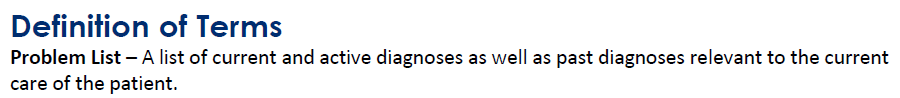 Definition of Terms
Problem List – A list of current and active diagnoses as well as past diagnoses relevant to the current
care of the patient.